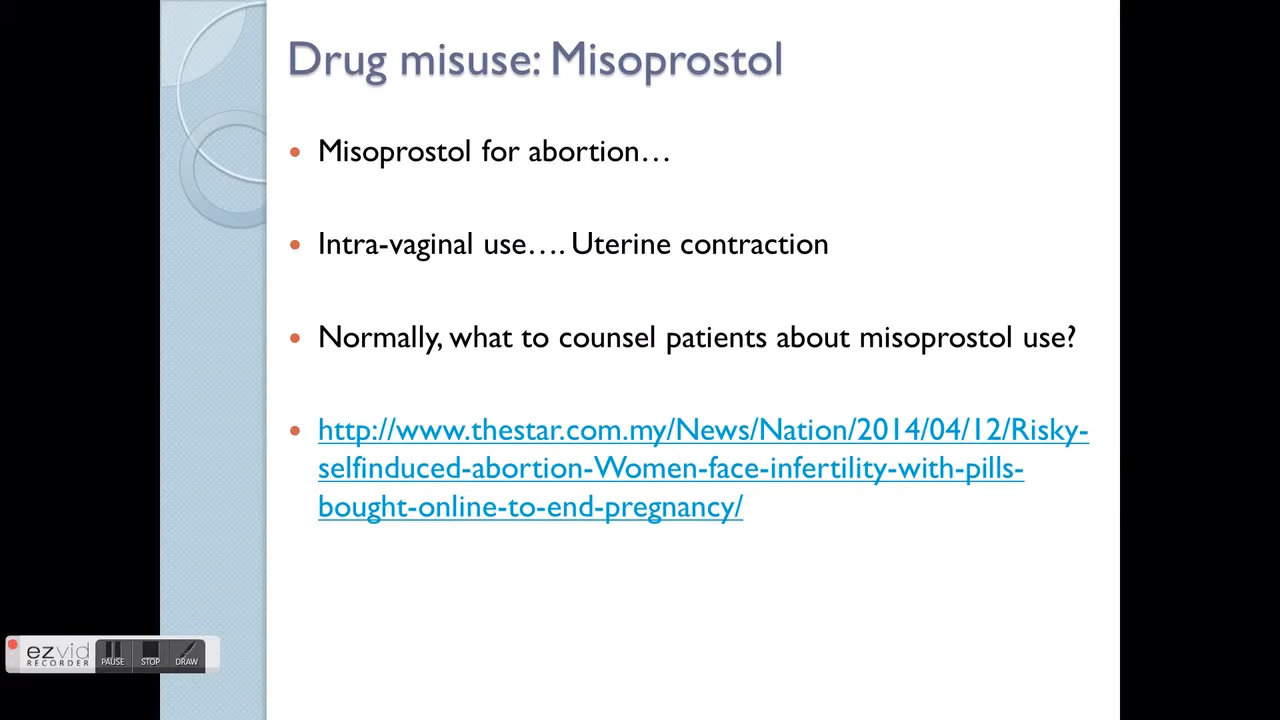 Drug misuse: Misoprostol
• Misoprostol for abortion…
• Intra-vaginal use…. Uterine contraction
• Normally, what to counsel patients about misoprostol use?
• http://www.thestar.com.my/News/Nation/2014/04/12/Risky-
selfinduced-abortion-Women-face-infertility-with-pills-
bought-online-to-end-pregnancy/
ezvid
RECORDER
PAUSE STOP DRAW